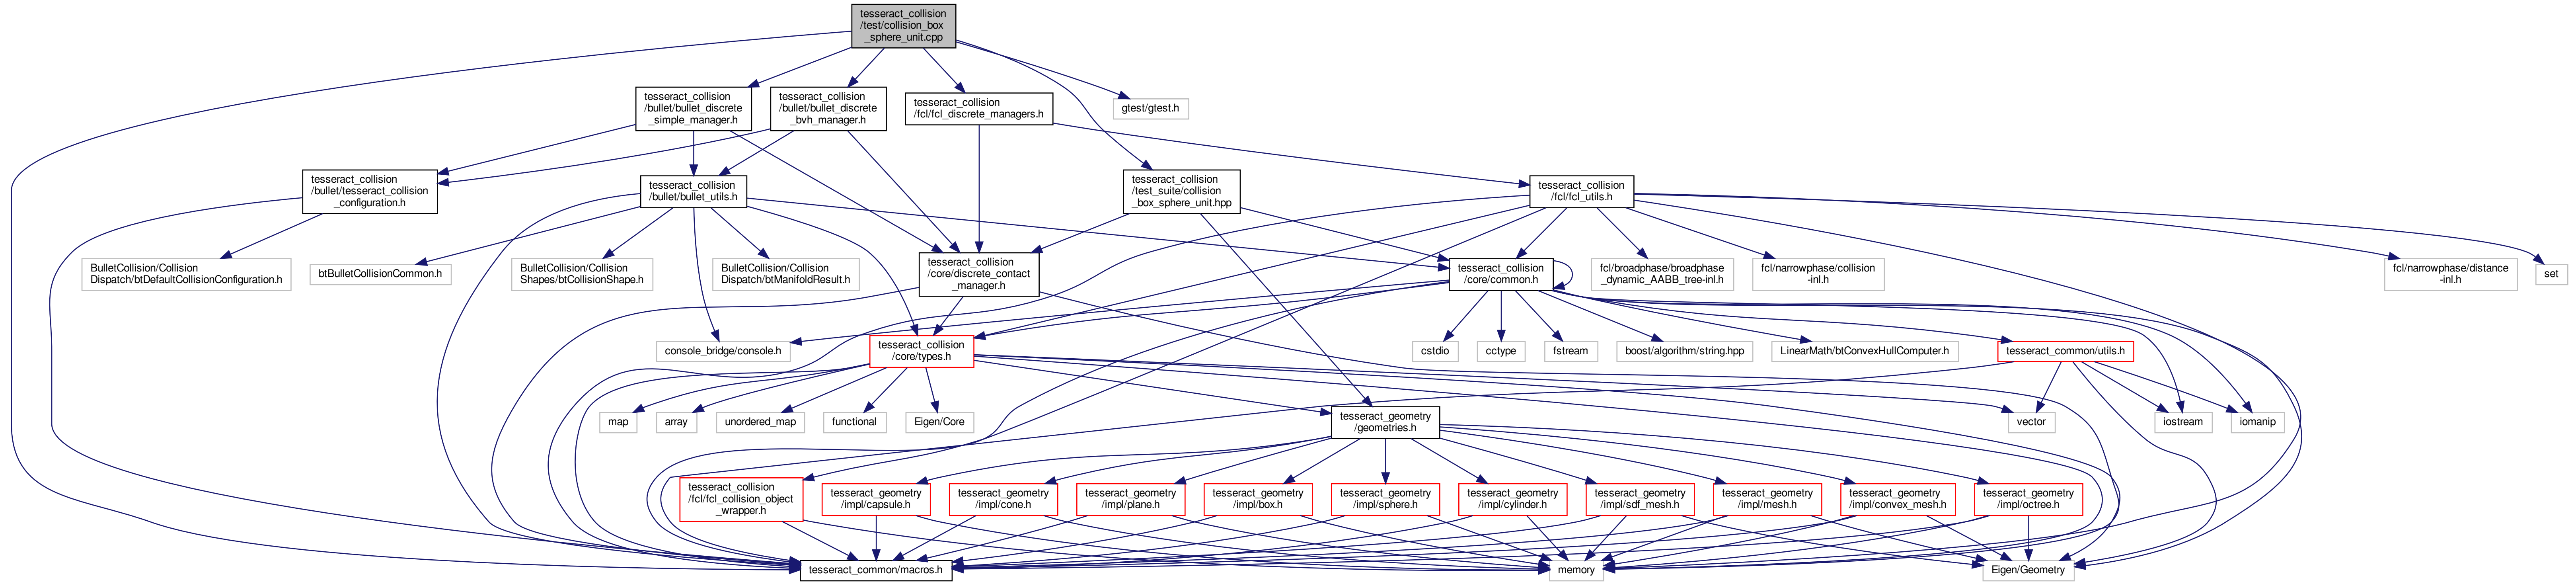 tesseract_collision
/test/collision_box
_sphere_unit.cpp
tesseract_collision
/bullet/bullet_discrete
_simple_manager.h
tesseract_collision
/bullet/bullet_discrete
_bvh_manager.h
tesseract_collision
/fcl/fcl_discrete_managers.h
gtest/gtest.h
tesseract_collision
/bullet/tesseract_collision
_configuration.h
tesseract_collision
/bullet/bullet_utils.h
tesseract_collision
/test_suite/collision
_box_sphere_unit.hpp
tesseract_collision
/fcl/fcl_utils.h
BulletCollision/Collision
Dispatch/btDefaultCollisionConfiguration.h
btBulletCollisionCommon.h
BulletCollision/Collision
Shapes/btCollisionShape.h
BulletCollision/Collision
Dispatch/btManifoldResult.h
tesseract_collision
/core/discrete_contact
_manager.h
tesseract_collision
/core/common.h
fcl/broadphase/broadphase
_dynamic_AABB_tree-inl.h
fcl/narrowphase/collision
-inl.h
fcl/narrowphase/distance
-inl.h
set
console_bridge/console.h
tesseract_collision
/core/types.h
cstdio
cctype
fstream
boost/algorithm/string.hpp
LinearMath/btConvexHullComputer.h
tesseract_common/utils.h
map
array
unordered_map
functional
Eigen/Core
tesseract_geometry
/geometries.h
vector
iostream
iomanip
tesseract_collision
/fcl/fcl_collision_object
_wrapper.h
tesseract_geometry
/impl/capsule.h
tesseract_geometry
/impl/cone.h
tesseract_geometry
/impl/plane.h
tesseract_geometry
/impl/box.h
tesseract_geometry
/impl/sphere.h
tesseract_geometry
/impl/cylinder.h
tesseract_geometry
/impl/sdf_mesh.h
tesseract_geometry
/impl/mesh.h
tesseract_geometry
/impl/convex_mesh.h
tesseract_geometry
/impl/octree.h
tesseract_common/macros.h
memory
Eigen/Geometry